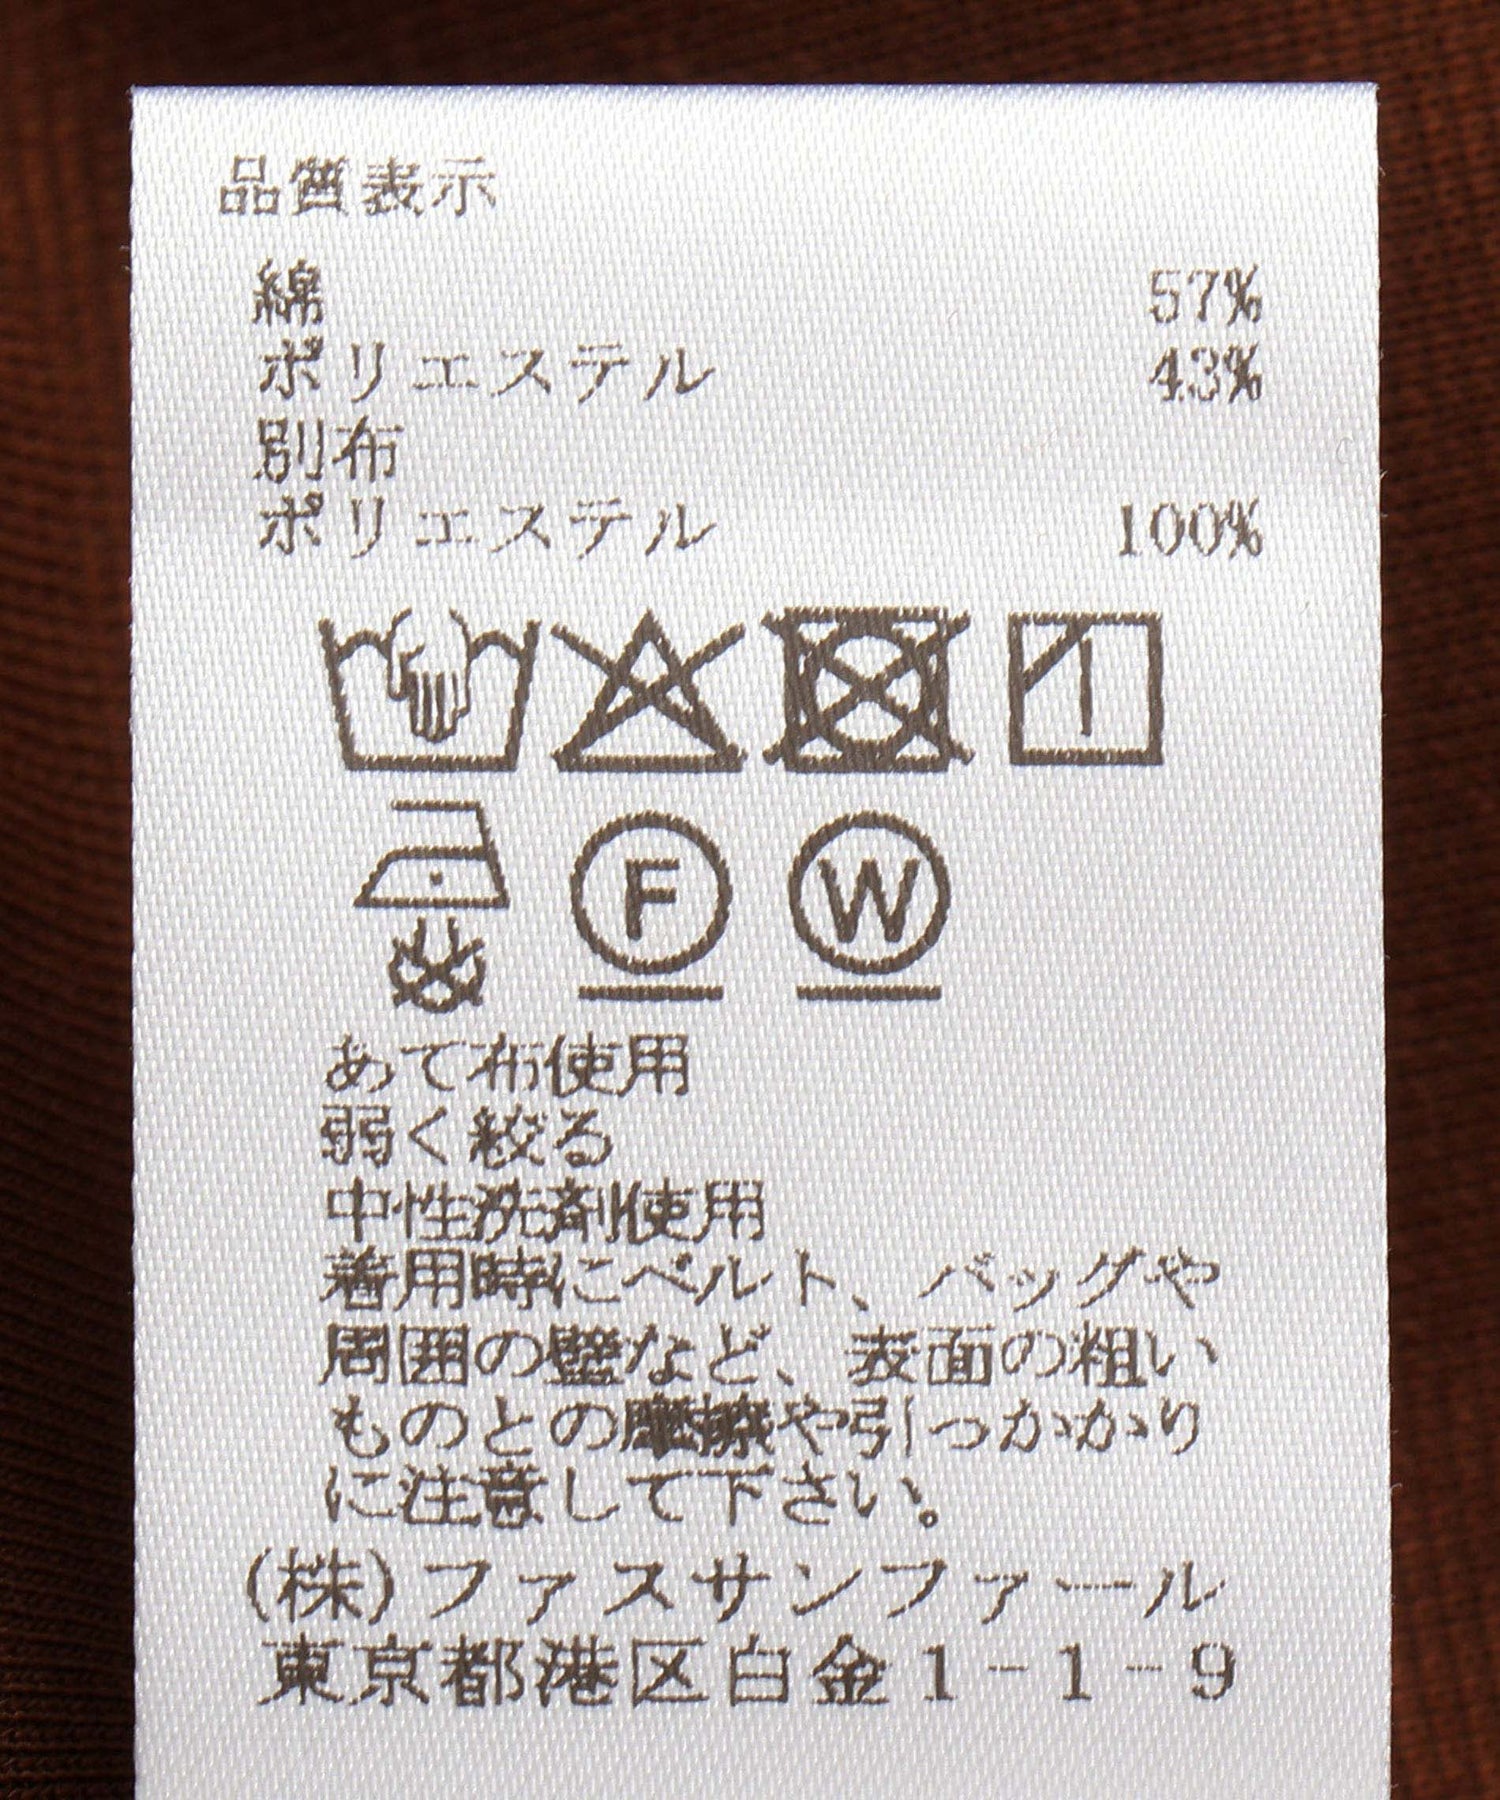 品質表示
綿 57%
ポリエステル 43%
別布
ポリエステル 100%
F W
あて布使用
弱く絞る
中性洗剤使用
着用時にベルト、バッグや
周囲の壁など、表面の粗い
ものとの摩擦や引っかかり
に注意して下さい。
(株)ファスサンファール
東京都港区白金1-1-9